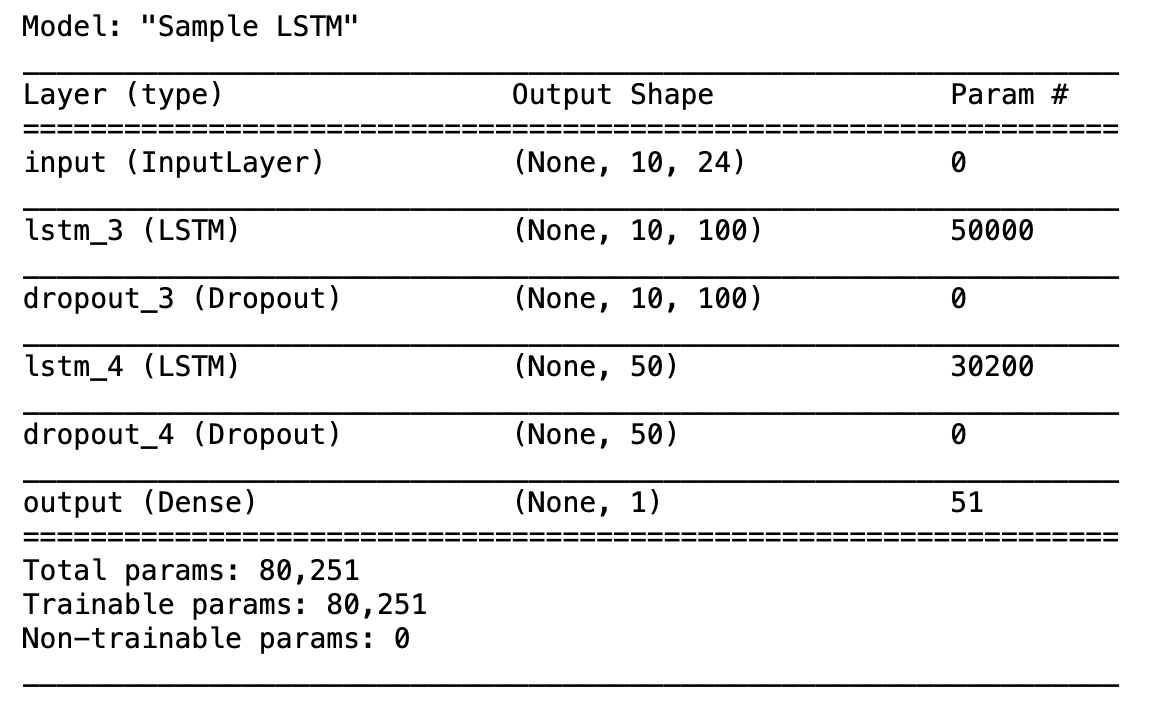 Model: "Sample LSTM"
Layer (type) Output Shape Param #
input (InputLayer) (None, 10, 24) 0
lstm_3 (LSTM) (None, 10, 100) 50000
dropout_3 (Dropout) (None, 10, 100) 0
lstm_4 (LSTM) (None, 50) 30200
dropout_4 (Dropout) (None, 50) 0
output (Dense) (None, 1) 51
Total params: 80,251
Trainable params: 80,251
Non-trainable params: 0